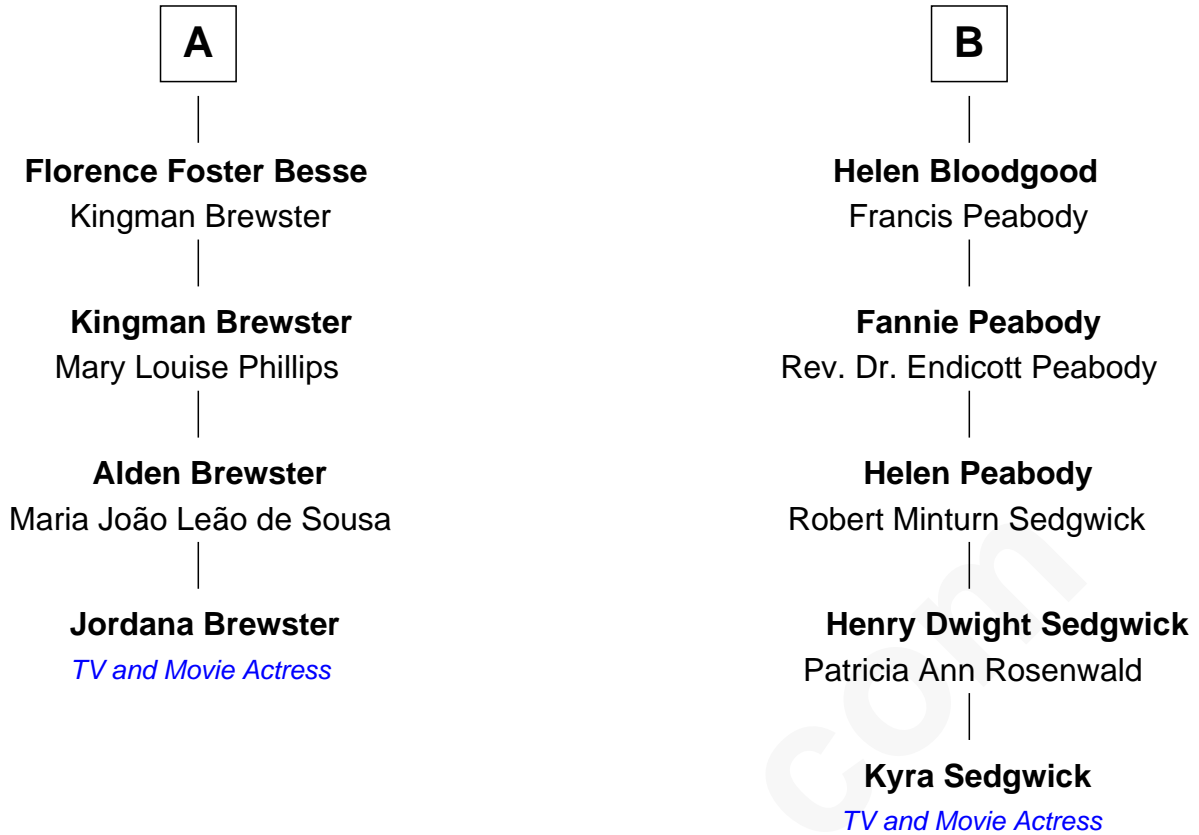 A
Florence Foster Besse
Kingman Brewster
Kingman Brewster
Mary Louise Phillips
Alden Brewster
Maria João Leão de Sousa
Jordana Brewster
TV and Movie Actress
B
Helen Bloodgood
Francis Peabody
Fannie Peabody
Rev. Dr. Endicott Peabody
Helen Peabody
Robert Minturn Sedgwick
Henry Dwight Sedgwick
Patricia Ann Rosenwald
Kyra Sedgwick
TV and Movie Actress
com